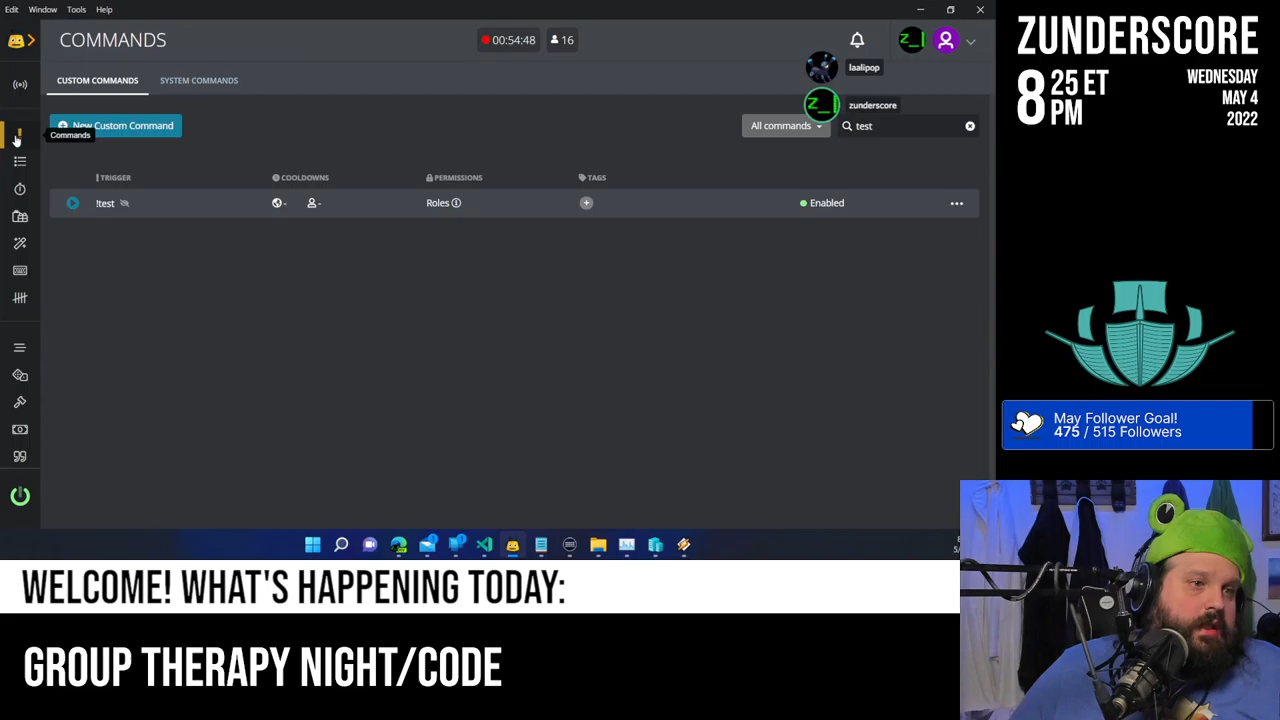 Edit Window Tools Help
COMMANDS
00:54:48
16
z_|
laalipop
CUSTOM COMMANDS
SYSTEM COMMANDS
z_|
zunderscore
Commands
New Custom Command
All commands
test
TRIGGER
COOLDOWNS
PERMISSIONS
TAGS
!test
-
-
Roles
Enabled
ZUNDERSCORE
8 25 ET
PM
WEDNESDAY
MAY 4
2022
May Follower Goal!
475 / 515 Followers
WELCOME! WHAT'S HAPPENING TODAY:
GROUP THERAPY NIGHT/CODE